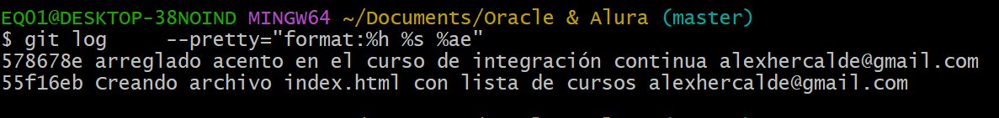 EQ01@DESKTOP-38NOIND MINGW64 ~/Documents/Oracle & Alura (master)
$ git log     --pretty="format:%h %s %ae"
578678e arreglado acento en el curso de integración continua alexhercalde@gmail.com
55f16eb Creando archivo index.html con lista de cursos alexhercalde@gmail.com